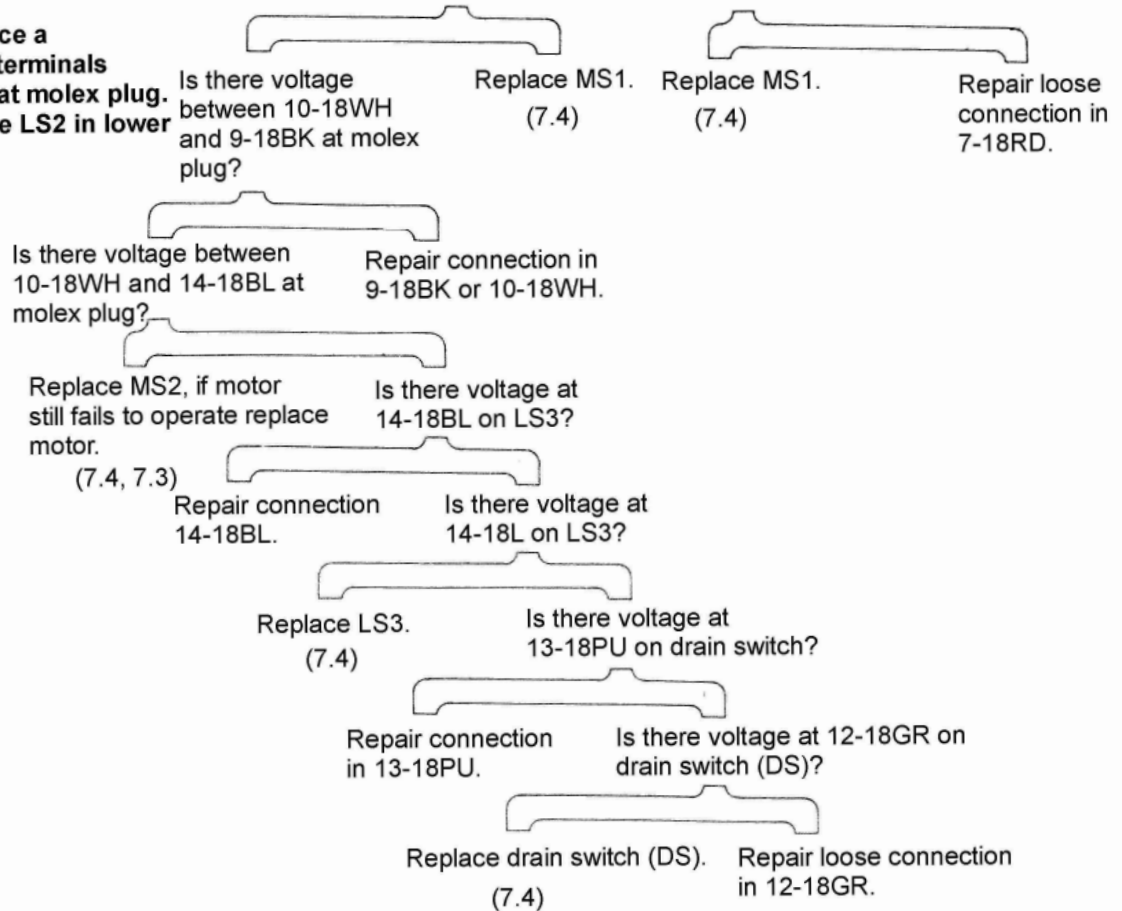 ce a
terminals
at molex plug.
e LS2 in lower
Is there voltage
between 10-18WH
and 9-18BK at molex
plug?
Replace MS1.
(7.4)
Replace MS1.
(7.4)
Repair loose
connection in
7-18RD.
Is there voltage between
10-18WH and 14-18BL at
molex plug?
Repair connection in
9-18BK or 10-18WH.
Replace MS2, if motor
still fails to operate replace
motor.
(7.4, 7.3)
Is there voltage at
14-18BL on LS3?
Repair connection
14-18BL.
Is there voltage at
14-18L on LS3?
Replace LS3.
(7.4)
Is there voltage at
13-18PU on drain switch?
Repair connection
in 13-18PU.
Is there voltage at 12-18GR on
drain switch (DS)?
Replace drain switch (DS).
(7.4)
Repair loose connection
in 12-18GR.